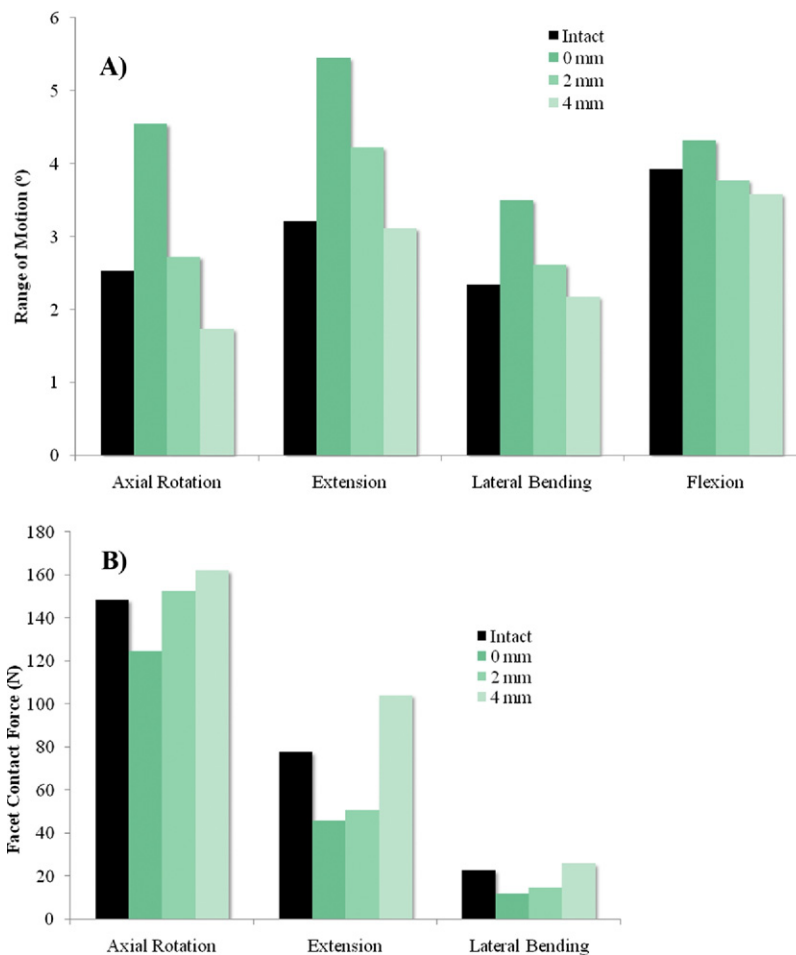 A)
Intact
0 mm
2 mm
4 mm
Range of Motion (º)
6
5
4
3
2
1
0
Axial Rotation Extension Lateral Bending Flexion
B)
Intact
0 mm
2 mm
4 mm
Facet Contact Force (N)
180
160
140
120
100
80
60
40
20
0
Axial Rotation Extension Lateral Bending